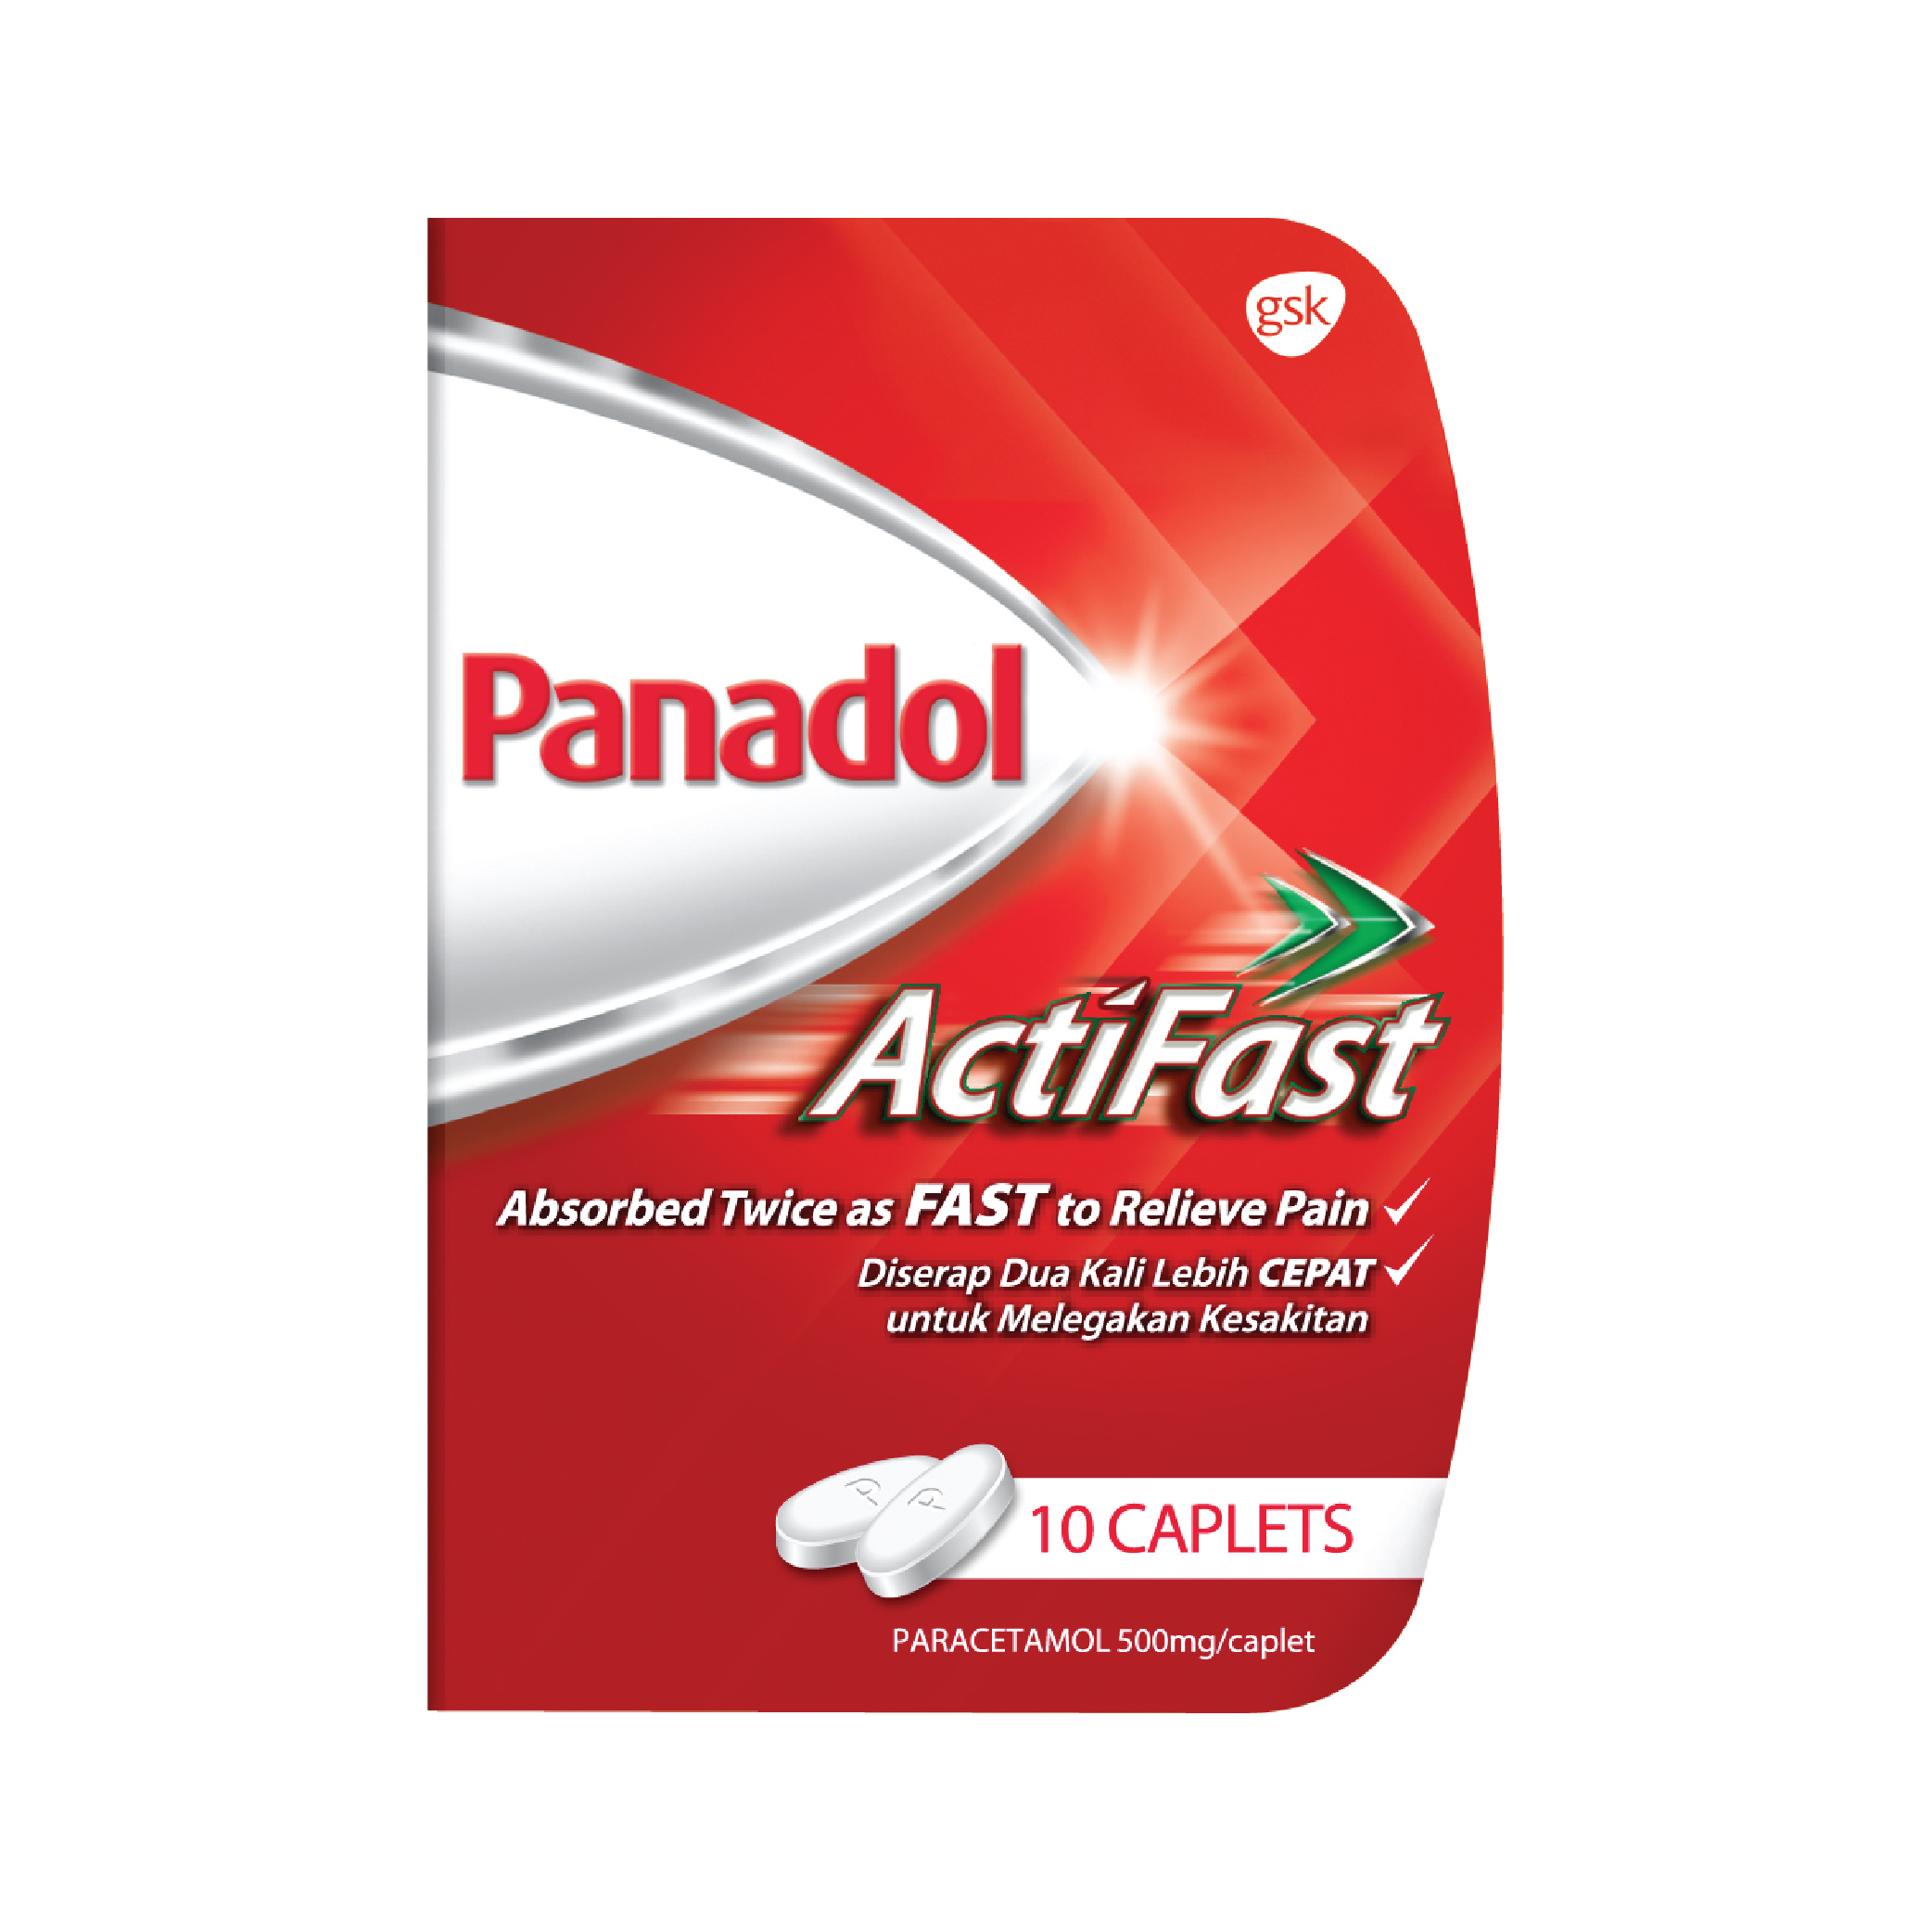 gsk
Panadol
ActiFast
Absorbed Twice as FAST to Relieve Pain
Diserap Dua Kali Lebih CEPAT
untuk Melegakan Kesakitan
P P
10 CAPLETS
PARACETAMOL 500mg/caplet